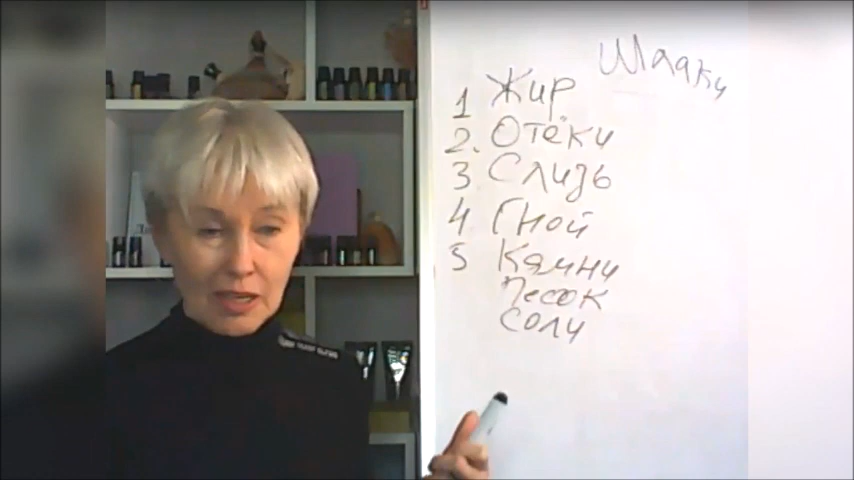 Шлаки
1 Жир
2. Отёки
3 Слизь
4 Гной
5 Камни
Песок
Соли